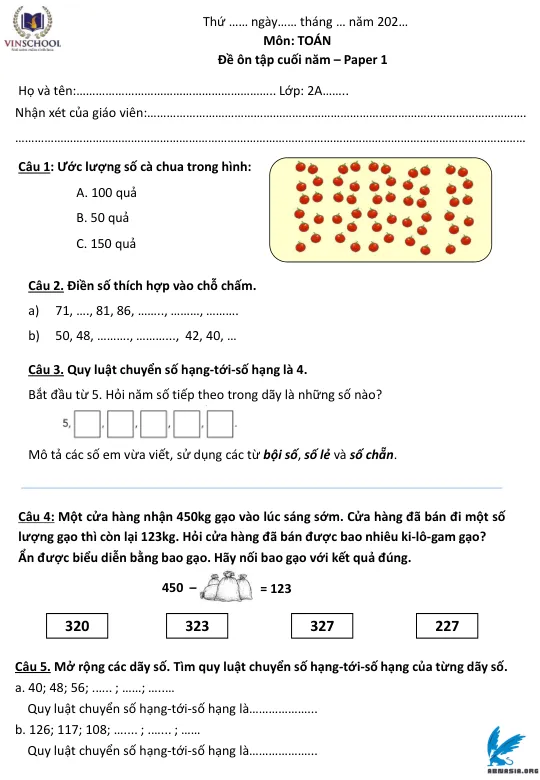 VINSCHOOL
Thứ ...... ngày...... tháng ... năm 202...
Môn: TOÁN
Đề ôn tập cuối năm – Paper 1
Họ và tên:............................................................ Lớp: 2A........
Nhận xét của giáo viên:....................................................................................................................
..............................................................................................................................................................
Câu 1: Ước lượng số cà chua trong hình:
A. 100 quả
B. 50 quả
C. 150 quả
Câu 2. Điền số thích hợp vào chỗ chấm.
a) 71, ...., 81, 86, ........, ........., ..........
b) 50, 48, .........., ............, 42, 40, ...
Câu 3. Quy luật chuyển số hạng-tới-số hạng là 4.
Bắt đầu từ 5. Hỏi năm số tiếp theo trong dãy là những số nào?
5, , , , , .
Mô tả các số em vừa viết, sử dụng các từ bội số, số lẻ và số chẵn.
Câu 4: Một cửa hàng nhận 450kg gạo vào lúc sáng sớm. Cửa hàng đã bán đi một số
lượng gạo thì còn lại 123kg. Hỏi cửa hàng đã bán được bao nhiêu ki-lô-gam gạo?
Ẩn được biểu diễn bằng bao gạo. Hãy nối bao gạo với kết quả đúng.
450 – = 123
320 323 327 227
Câu 5. Mở rộng các dãy số. Tìm quy luật chuyển số hạng-tới-số hạng của từng dãy số.
a. 40; 48; 56; ...... ; ......; ........
Quy luật chuyển số hạng-tới-số hạng là.....................
b. 126; 117; 108; ....... ; ....... ; ......
Quy luật chuyển số hạng-tới-số hạng là.....................
ABMASIA.ORG